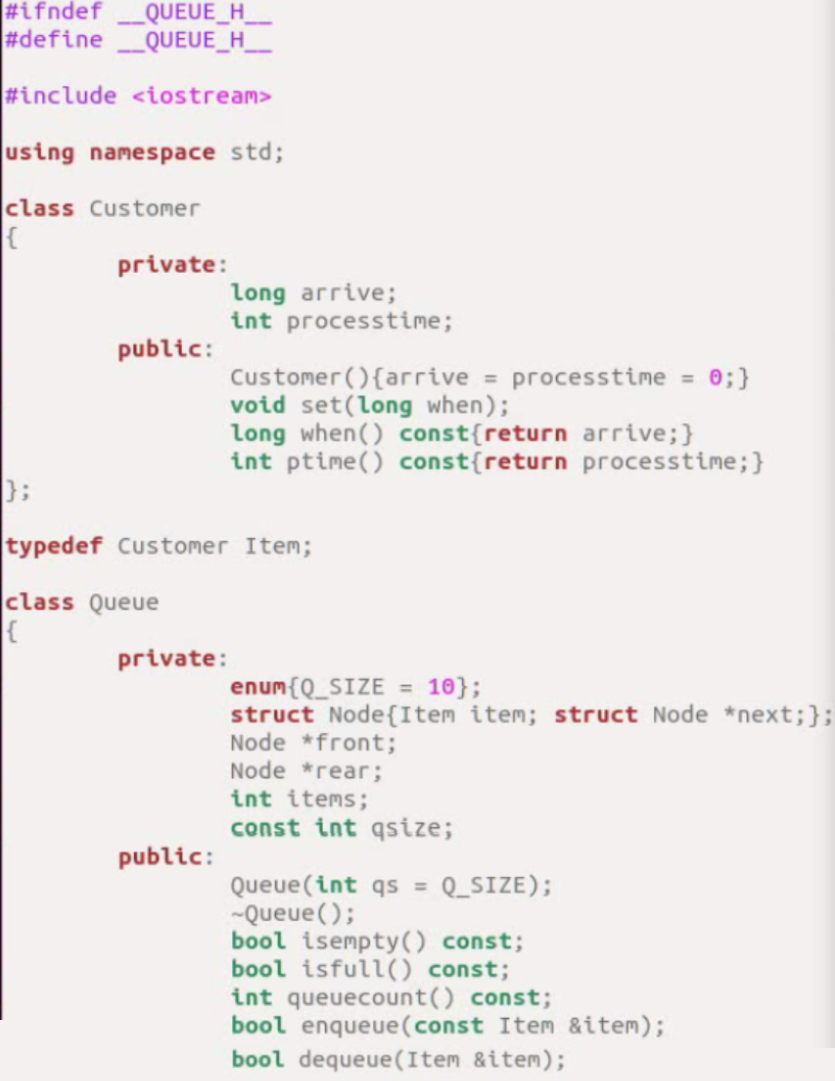 #ifndef __QUEUE_H__
#define __QUEUE_H__
#include <iostream>
using namespace std;
class Customer
{
private:
long arrive;
int processtime;
public:
Customer(){arrive = processtime = 0;}
void set(long when);
long when() const{return arrive;}
int ptime() const{return processtime;}
};
typedef Customer Item;
class Queue
{
private:
enum{Q_SIZE = 10};
struct Node{Item item; struct Node *next;};
Node *front;
Node *rear;
int items;
const int qsize;
public:
Queue(int qs = Q_SIZE);
~Queue();
bool isempty() const;
bool isfull() const;
int queuecount() const;
bool enqueue(const Item &item);
bool dequeue(Item &item);